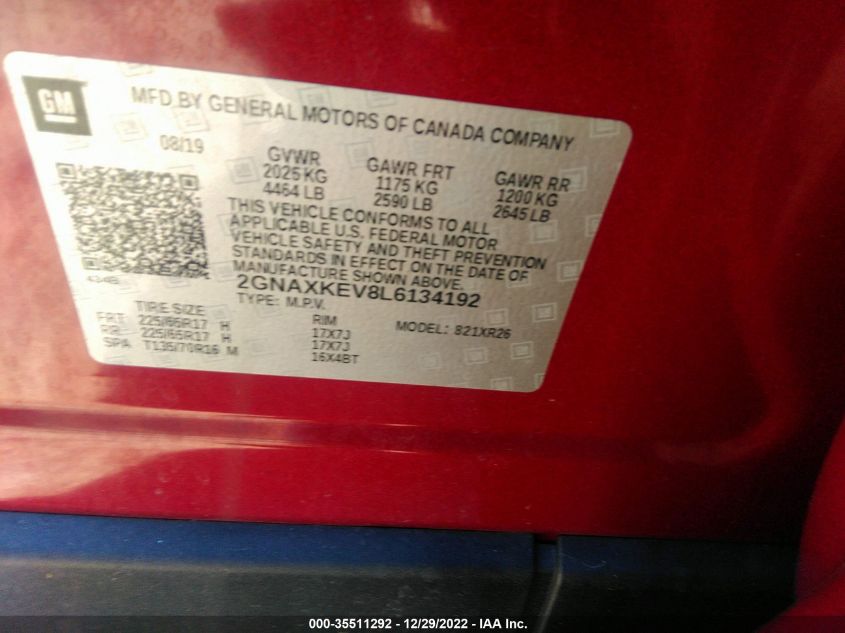 GM
MFD BY GENERAL MOTORS OF CANADA COMPANY
08/19
GVWR
2025 KG
4464 LB
GAWR FRT
1175 KG
2590 LB
GAWR RR
1200 KG
2645 LB
THIS VEHICLE CONFORMS TO ALL
APPLICABLE U.S. FEDERAL MOTOR
VEHICLE SAFETY AND THEFT PREVENTION
STANDARDS IN EFFECT ON THE DATE OF
MANUFACTURE SHOWN ABOVE.
2GNAXKEV8L6134192
TYPE: M.P.V.
MODEL: 821XR26
TIRE SIZE RIM
FRT 225/65R17 H 17X7J
RR 225/65R17 H 17X7J
SPA T135/70R16 M 16X4BT
000-35511292 - 12/29/2022 - IAA Inc.